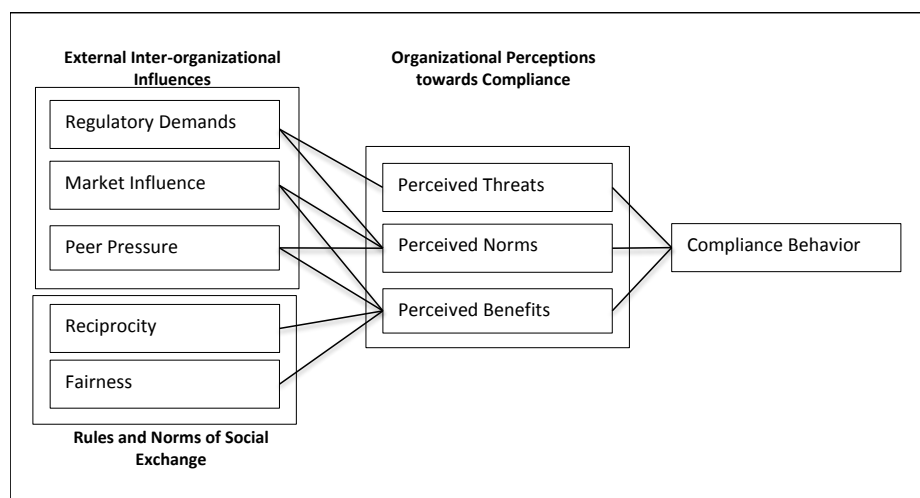 External Inter-organizational
Influences
Regulatory Demands
Market Influence
Peer Pressure
Reciprocity
Fairness
Rules and Norms of Social
Exchange
Organizational Perceptions
towards Compliance
Perceived Threats
Perceived Norms
Perceived Benefits
Compliance Behavior